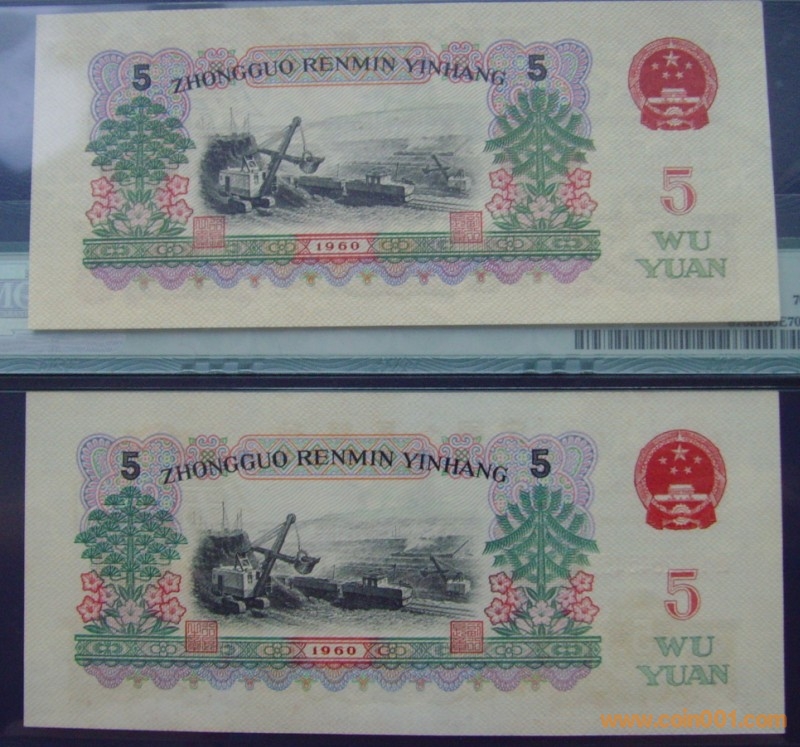 5 ZHONGGUO RENMIN YINHANG 5
5
WU
YUAN
1960
5 ZHONGGUO RENMIN YINHANG 5
5
WU
YUAN
1960
www.coin001.com